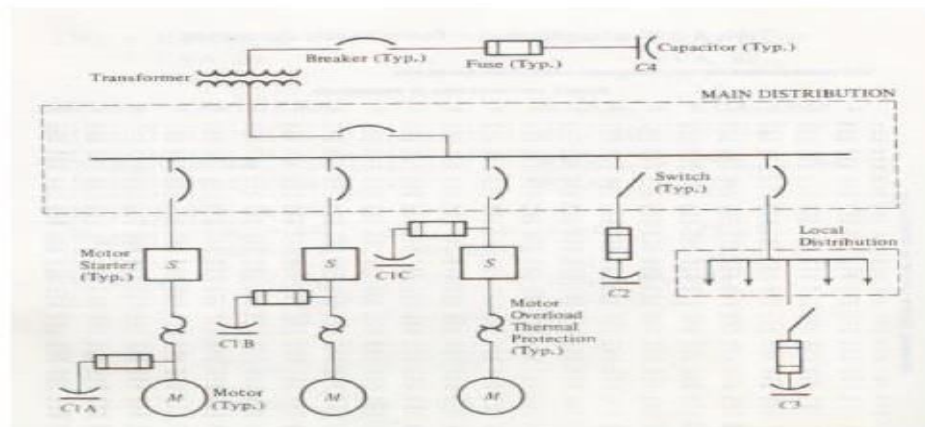 Breaker (Typ.)
Fuse (Typ.)
C4
Capacitor (Typ.)
Transformer
MAIN DISTRIBUTION
Switch
(Typ.)
Motor
Starter
(Typ.)
S
S
C1C
S
C2
Local
Distribution
C1B
Motor
Overload
Thermal
Protection
(Typ.)
C1A
M
Motor
(Typ.)
M
M
C3